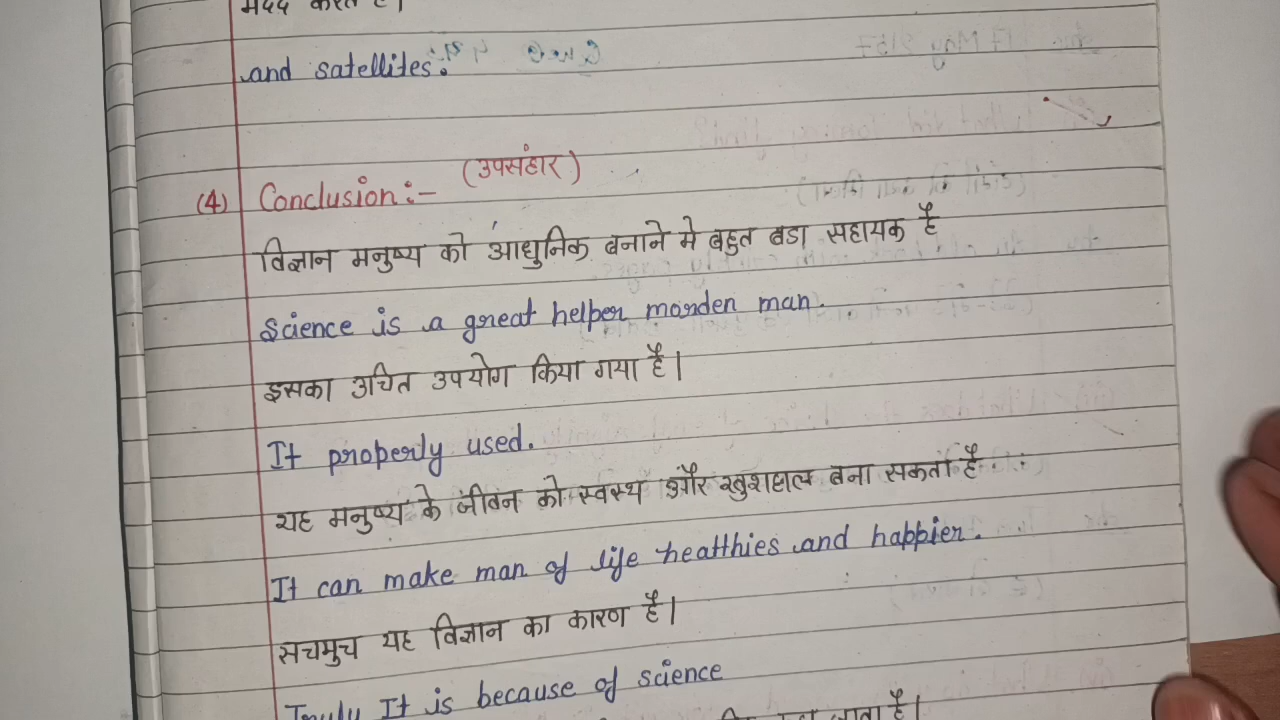 मदद करते है।
and satellites.
(4) Conclusion:- (उपसंहार)
विज्ञान मनुष्य को आधुनिक बनाने मे बहुत बडा सहायक है
Science is a great helper morden man.
इसका उचित उपयोग किया गया है।
It properly used.
यह मनुष्य के जीवन को स्वस्थ और खुशहाल बना सकता है
It can make man of life heatthies and happier.
सचमुच यह विज्ञान का कारण है।
Truly It is because of science
जाता है।